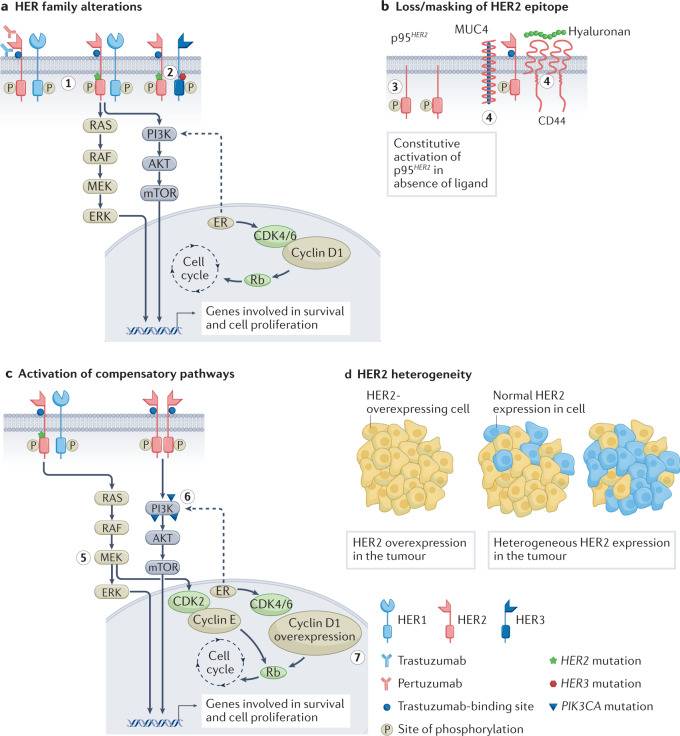 a HER family alterations
1
2
P P P P P P
RAS
RAF
MEK
ERK
PI3K
AKT
mTOR
ER
CDK4/6
Cyclin D1
Rb
Cell
cycle
Genes involved in survival
and cell proliferation
b Loss/masking of HER2 epitope
p95HER2
MUC4
Hyaluronan
3
4
4
P P P
CD44
Constitutive
activation of
p95HER2 in
absence of ligand
c Activation of compensatory pathways
P P P P
RAS
RAF
5
MEK
ERK
6
PI3K
AKT
mTOR
ER
CDK2
CDK4/6
Cyclin E
Cyclin D1
overexpression
7
Cell
cycle
Rb
Genes involved in survival
and cell proliferation
d HER2 heterogeneity
HER2-
overexpressing cell
Normal HER2
expression in cell
HER2 overexpression
in the tumour
Heterogeneous HER2 expression
in the tumour
HER1
HER2
HER3
Trastuzumab
HER2 mutation
Pertuzumab
HER3 mutation
Trastuzumab-binding site
PIK3CA mutation
P Site of phosphorylation